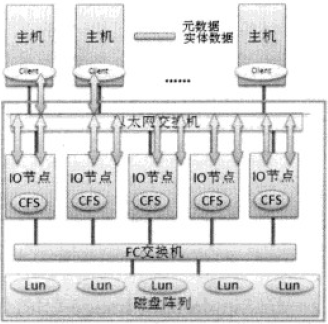 主机 主机 主机
元数据
实体数据
Client Client Client
......
以太网交换机
IO节点 IO节点 IO节点 IO节点 IO节点
CFS CFS CFS CFS CFS
FC交换机
Lun Lun Lun Lun Lun
磁盘阵列